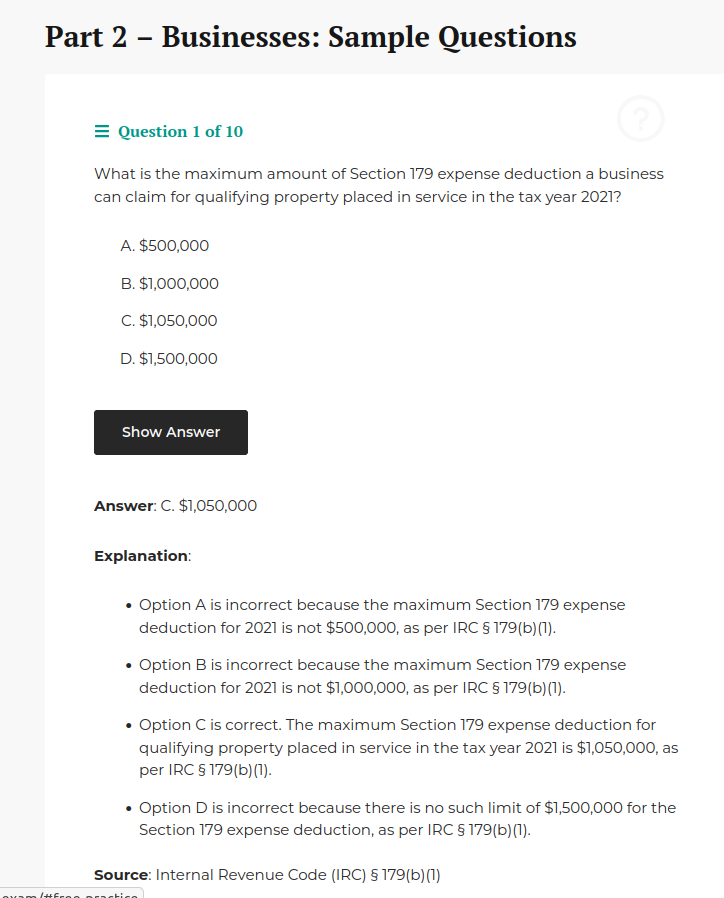 Part 2 – Businesses: Sample Questions
?
Question 1 of 10
What is the maximum amount of Section 179 expense deduction a business
can claim for qualifying property placed in service in the tax year 2021?
A. $500,000
B. $1,000,000
C. $1,050,000
D. $1,500,000
Show Answer
Answer: C. $1,050,000
Explanation:
• Option A is incorrect because the maximum Section 179 expense
deduction for 2021 is not $500,000, as per IRC § 179(b)(1).
• Option B is incorrect because the maximum Section 179 expense
deduction for 2021 is not $1,000,000, as per IRC § 179(b)(1).
• Option C is correct. The maximum Section 179 expense deduction for
qualifying property placed in service in the tax year 2021 is $1,050,000, as
per IRC § 179(b)(1).
• Option D is incorrect because there is no such limit of $1,500,000 for the
Section 179 expense deduction, as per IRC § 179(b)(1).
Source: Internal Revenue Code (IRC) § 179(b)(1)